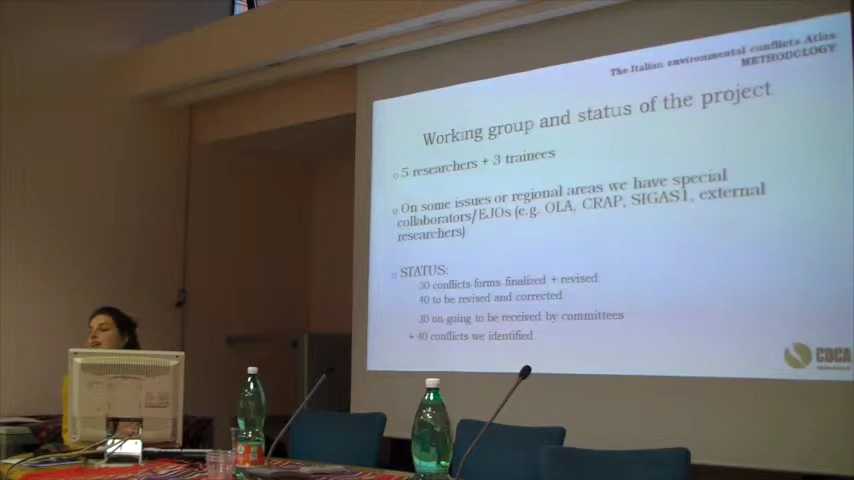 The Italian environmental conflicts Atlas
METHODOLOGY
Working group and status of the project
5 researchers + 3 trainees
On some issues or regional areas we have special
collaborators/EJOs (e.g. OLA, CRAP, SIGAS1, external
researchers)
STATUS:
30 conflicts forms finalized + revised
40 to be revised and corrected
30 on-going to be received by committees
+ 40 conflicts we identified
CDCA